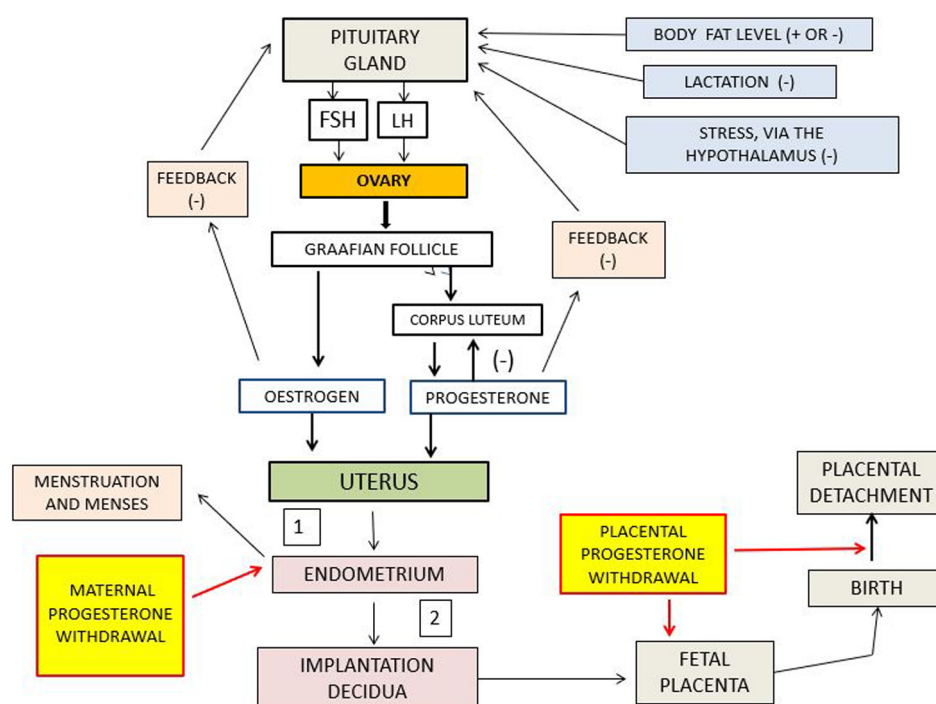 PITUITARY
GLAND
BODY FAT LEVEL (+ OR -)
LACTATION (-)
STRESS, VIA THE
HYPOTHALAMUS (-)
FSH
LH
FEEDBACK
(-)
OVARY
GRAAFIAN FOLLICLE
FEEDBACK
(-)
CORPUS LUTEUM
(-)
OESTROGEN
PROGESTERONE
UTERUS
MENSTRUATION
AND MENSES
PLACENTAL
DETACHMENT
1
PLACENTAL
PROGESTERONE
WITHDRAWAL
ENDOMETRIUM
MATERNAL
PROGESTERONE
WITHDRAWAL
BIRTH
2
IMPLANTATION
DECIDUA
FETAL
PLACENTA